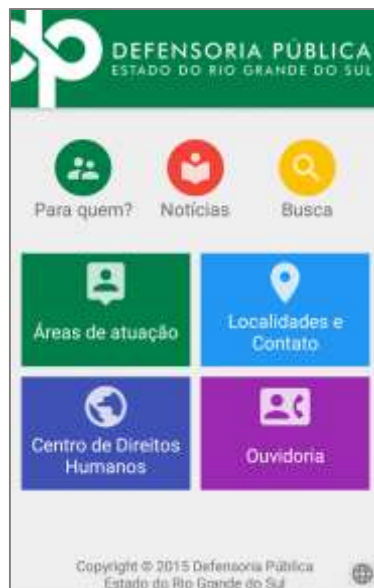 DEFENSORIA PÚBLICA
ESTADO DO RIO GRANDE DO SUL
Para quem?
Notícias
Busca
Áreas de atuação
Localidades e
Contato
Centro de Direitos
Humanos
Ouvidoria
Copyright © 2015 Defensoria Pública
Estado do Rio Grande do Sul